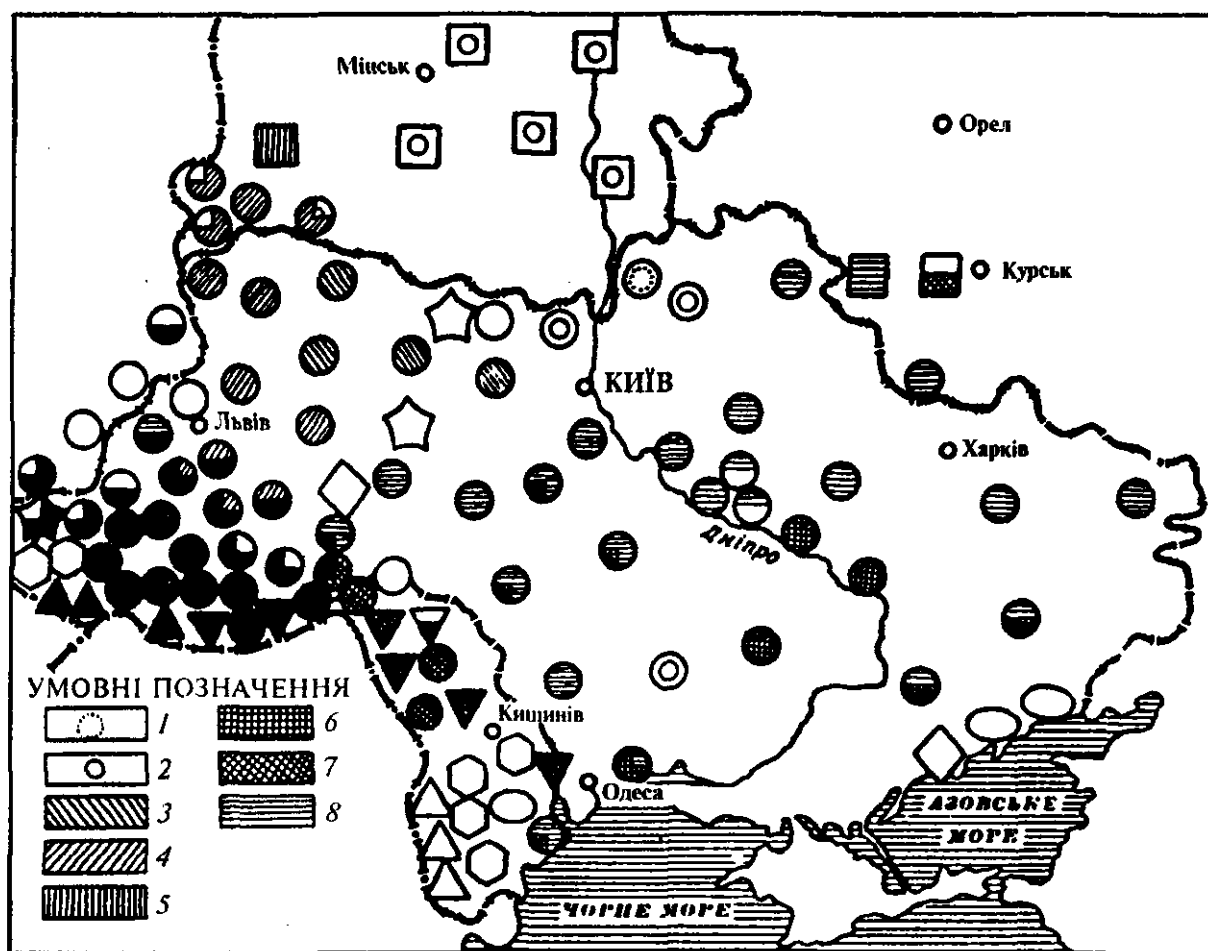 Мінськ
Орел
Курськ
КИЇВ
Львів
Харків
Дніпро
УМОВНІ ПОЗНАЧЕННЯ
1
2
3
4
5
6
7
8
Кишинів
Одеса
АЗОВСЬКЕ
МОРЕ
ЧОРНЕ МОРЕ